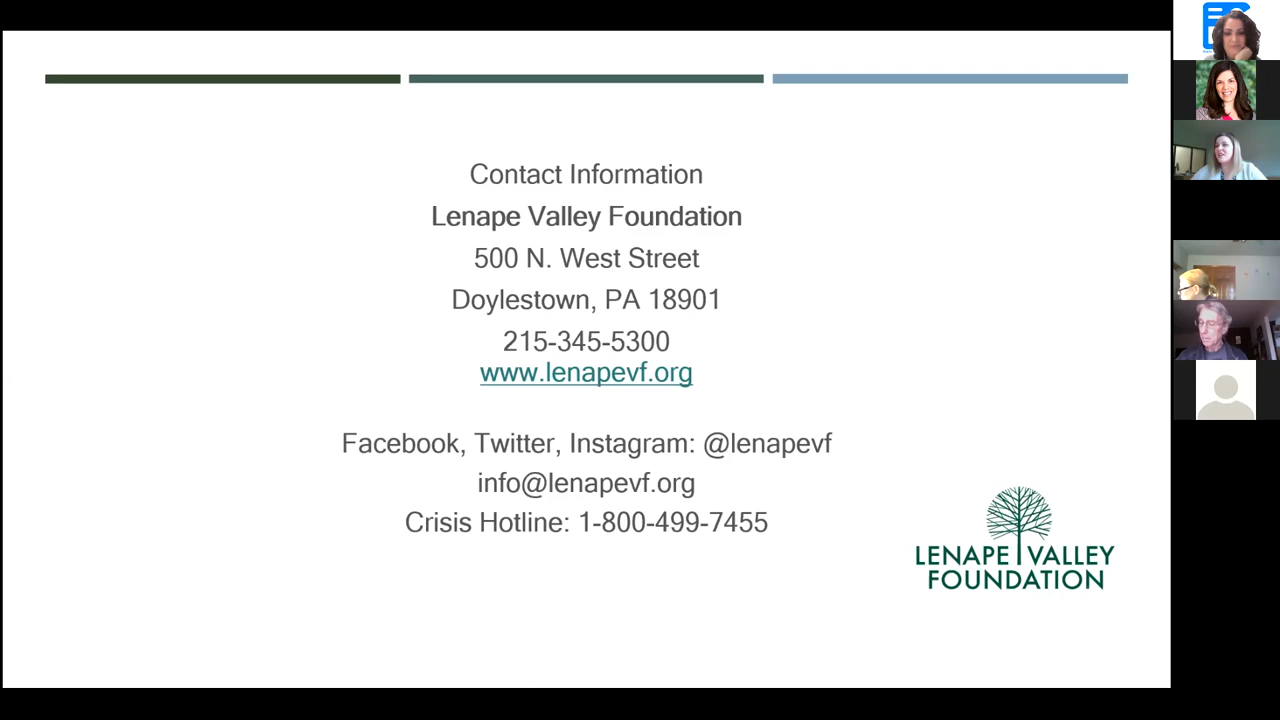 Contact Information
Lenape Valley Foundation
500 N. West Street
Doylestown, PA 18901
215-345-5300
www.lenapevf.org
Facebook, Twitter, Instagram: @lenapevf
info@lenapevf.org
Crisis Hotline: 1-800-499-7455
LENAPE VALLEY
FOUNDATION